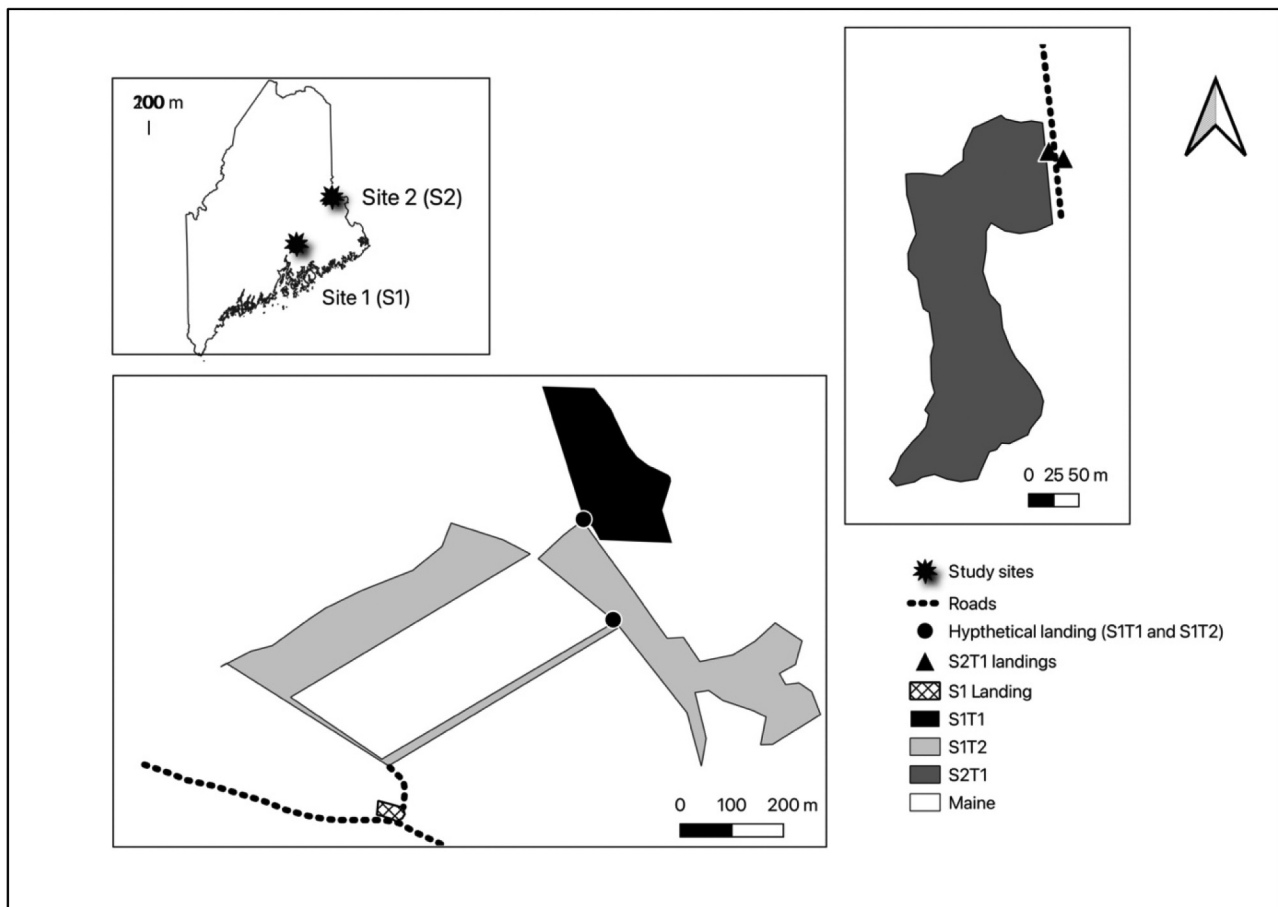 200 m
Site 2 (S2)
Site 1 (S1)
0 25 50 m
0 100 200 m
Study sites
Roads
Hypthetical landing (S1T1 and S1T2)
S2T1 landings
S1 Landing
S1T1
S1T2
S2T1
Maine